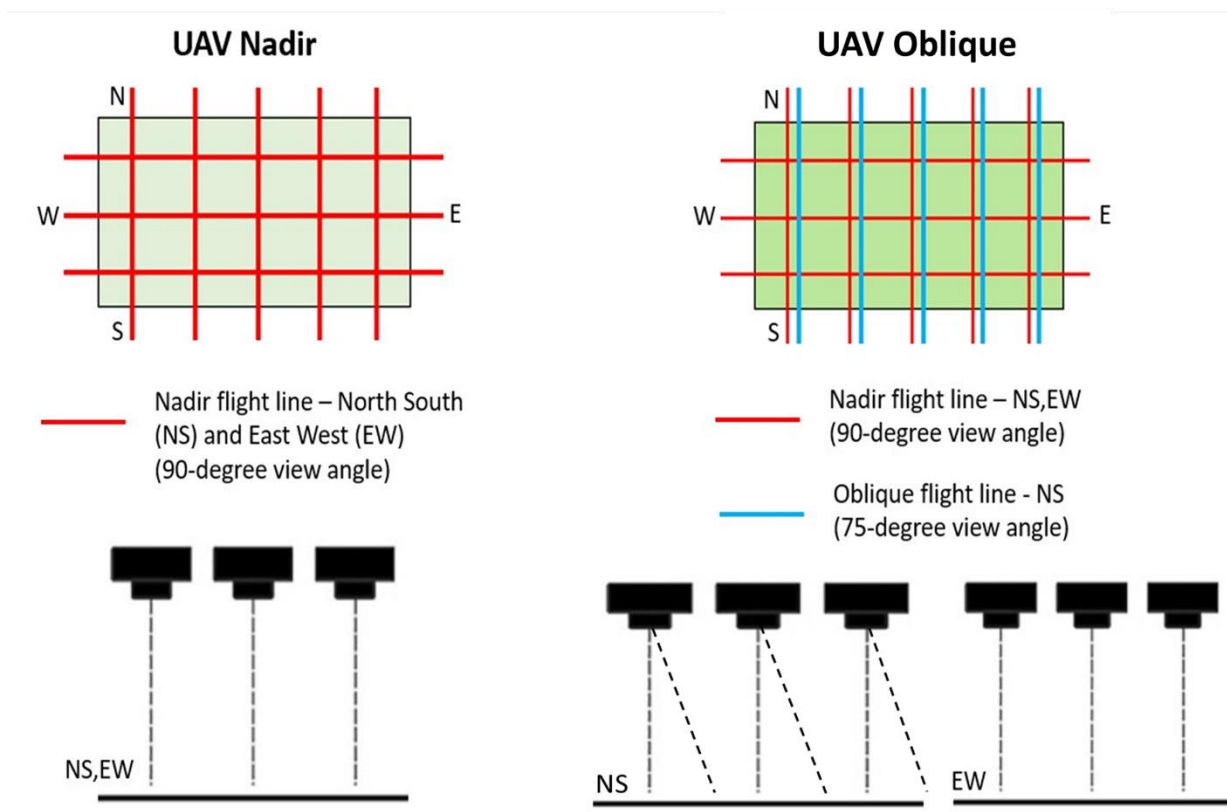 UAV Nadir
N
W
E
S
Nadir flight line – North South
(NS) and East West (EW)
(90-degree view angle)
NS,EW
UAV Oblique
N
W
E
S
Nadir flight line – NS,EW
(90-degree view angle)
Oblique flight line - NS
(75-degree view angle)
NS
EW